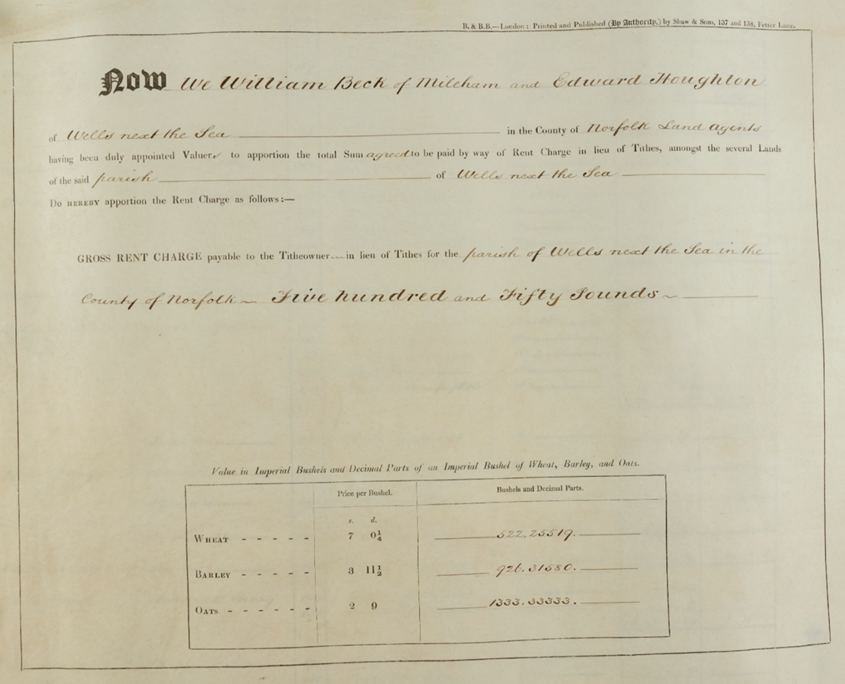 B. & B.B.—London: Printed and Published (By Authority,) by Shaw & Sons, 137 and 138, Fetter Lane.
Now We William Beck of Mileham and Edward Houghton
of Wells next the Sea in the County of Norfolk Land Agents
having been duly appointed Valuers to apportion the total Sum agreed to be paid by way of Rent Charge in lieu of Tithes, amongst the several Lands
of the said parish of Wells next the Sea
Do HEREBY apportion the Rent Charge as follows:—
GROSS RENT CHARGE payable to the Titheowner in lieu of Tithes for the parish of Wells next the Sea in the
County of Norfolk Five hundred and Fifty Pounds
Value in Imperial Bushels and Decimal Parts of an Imperial Bushel of Wheat, Barley, and Oats.
Price per Bushel. Bushels and Decimal Parts.
s. d.
WHEAT - - - - - 7 0¼ 522.25519.
BARLEY - - - - - 3 11½ 926.31580.
OATS - - - - - - 2 9 1333.33333.